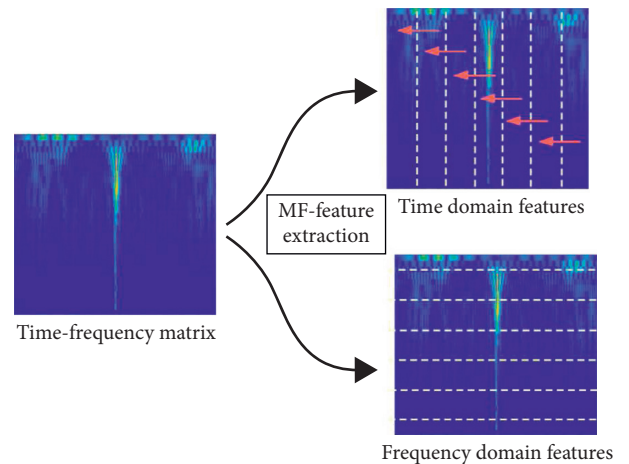 Time-frequency matrix
MF-feature
extraction
Time domain features
Frequency domain features